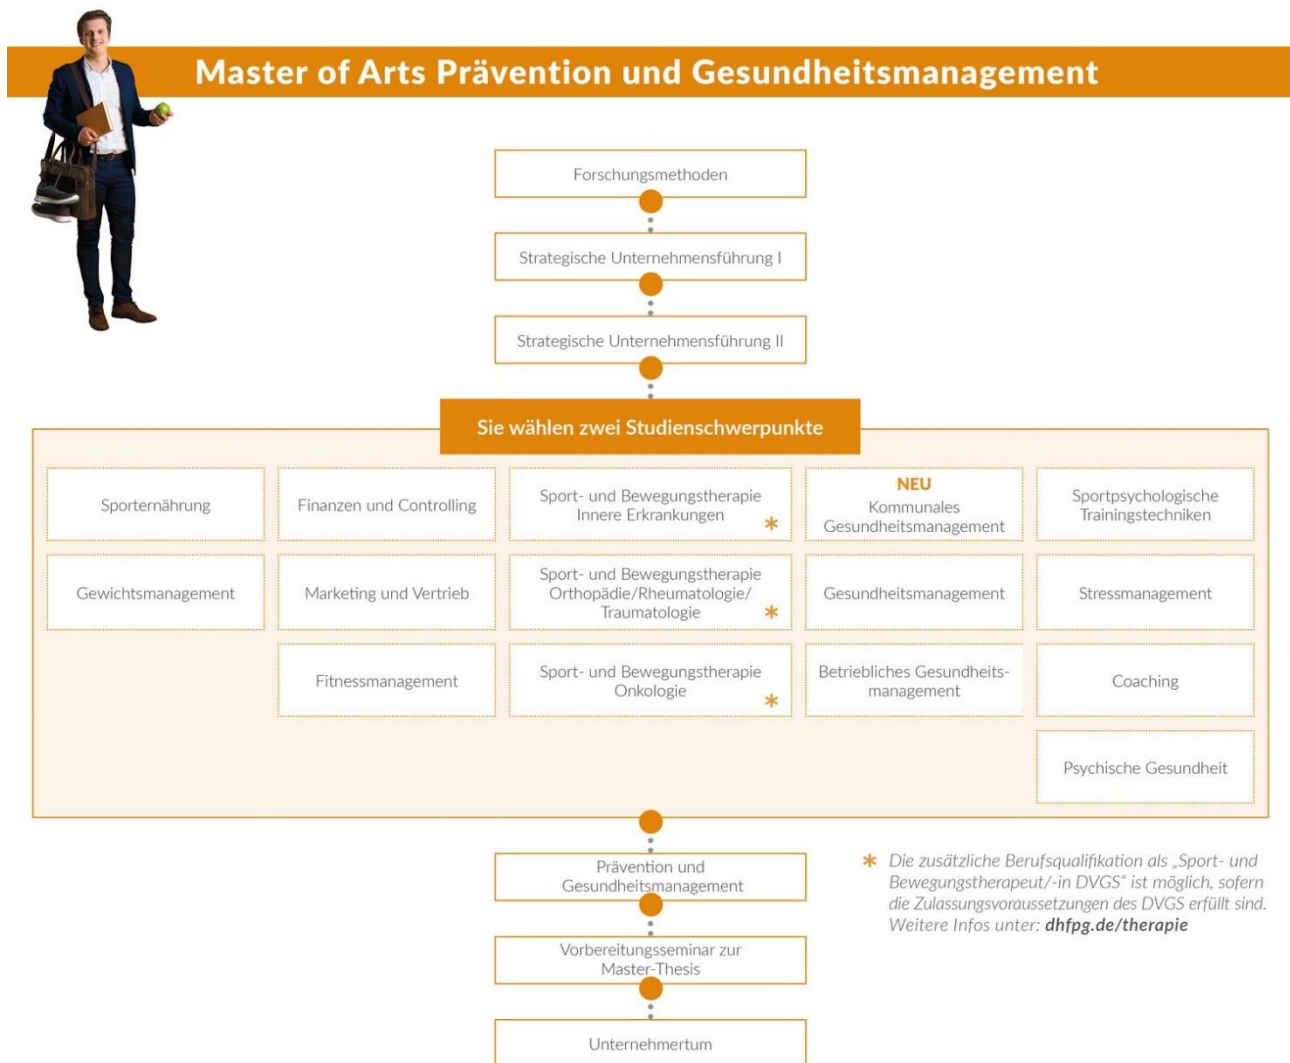 Master of Arts Prävention und Gesundheitsmanagement
Forschungsmethoden
Strategische Unternehmensführung I
Strategische Unternehmensführung II
Sie wählen zwei Studienschwerpunkte
Sporternährung
Gewichtsmanagement
Finanzen und Controlling
Marketing und Vertrieb
Fitnessmanagement
Sport- und Bewegungstherapie
Innere Erkrankungen
*
Sport- und Bewegungstherapie
Orthopädie/Rheumatologie/
Traumatologie
*
Sport- und Bewegungstherapie
Onkologie
*
NEU
Kommunales
Gesundheitsmanagement
Gesundheitsmanagement
Betriebliches Gesundheits-
management
Sportpsychologische
Trainingstechniken
Stressmanagement
Coaching
Psychische Gesundheit
Prävention und
Gesundheitsmanagement
Vorbereitungsseminar zur
Master-Thesis
Unternehmertum
* Die zusätzliche Berufsqualifikation als „Sport- und
Bewegungstherapeut/-in DVGS“ ist möglich, sofern
die Zulassungsvoraussetzungen des DVGS erfüllt sind.
Weitere Infos unter: dhfpg.de/therapie